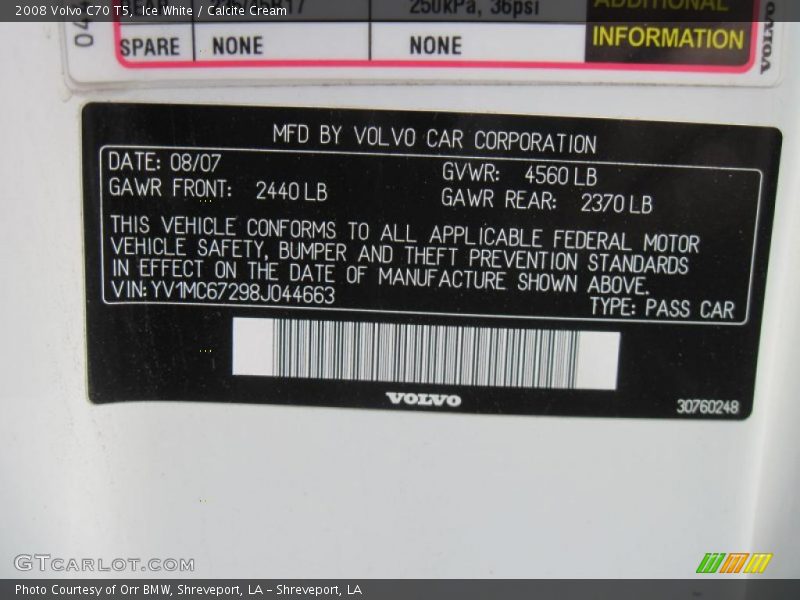 2008 Volvo C70 T5,  Ice White / Calcite Cream
250kPa, 36psi
ADDITIONAL
SPARE NONE NONE INFORMATION
MFD BY VOLVO CAR CORPORATION
DATE: 08/07 GVWR: 4560 LB
GAWR FRONT: 2440 LB GAWR REAR: 2370 LB
THIS VEHICLE CONFORMS TO ALL APPLICABLE FEDERAL MOTOR
VEHICLE SAFETY, BUMPER AND THEFT PREVENTION STANDARDS
IN EFFECT ON THE DATE OF MANUFACTURE SHOWN ABOVE.
VIN: YV1MC67298J044663 TYPE: PASS CAR
VOLVO
30760248
GTCARLOT.COM
Photo Courtesy of Orr BMW, Shreveport, LA – Shreveport, LA